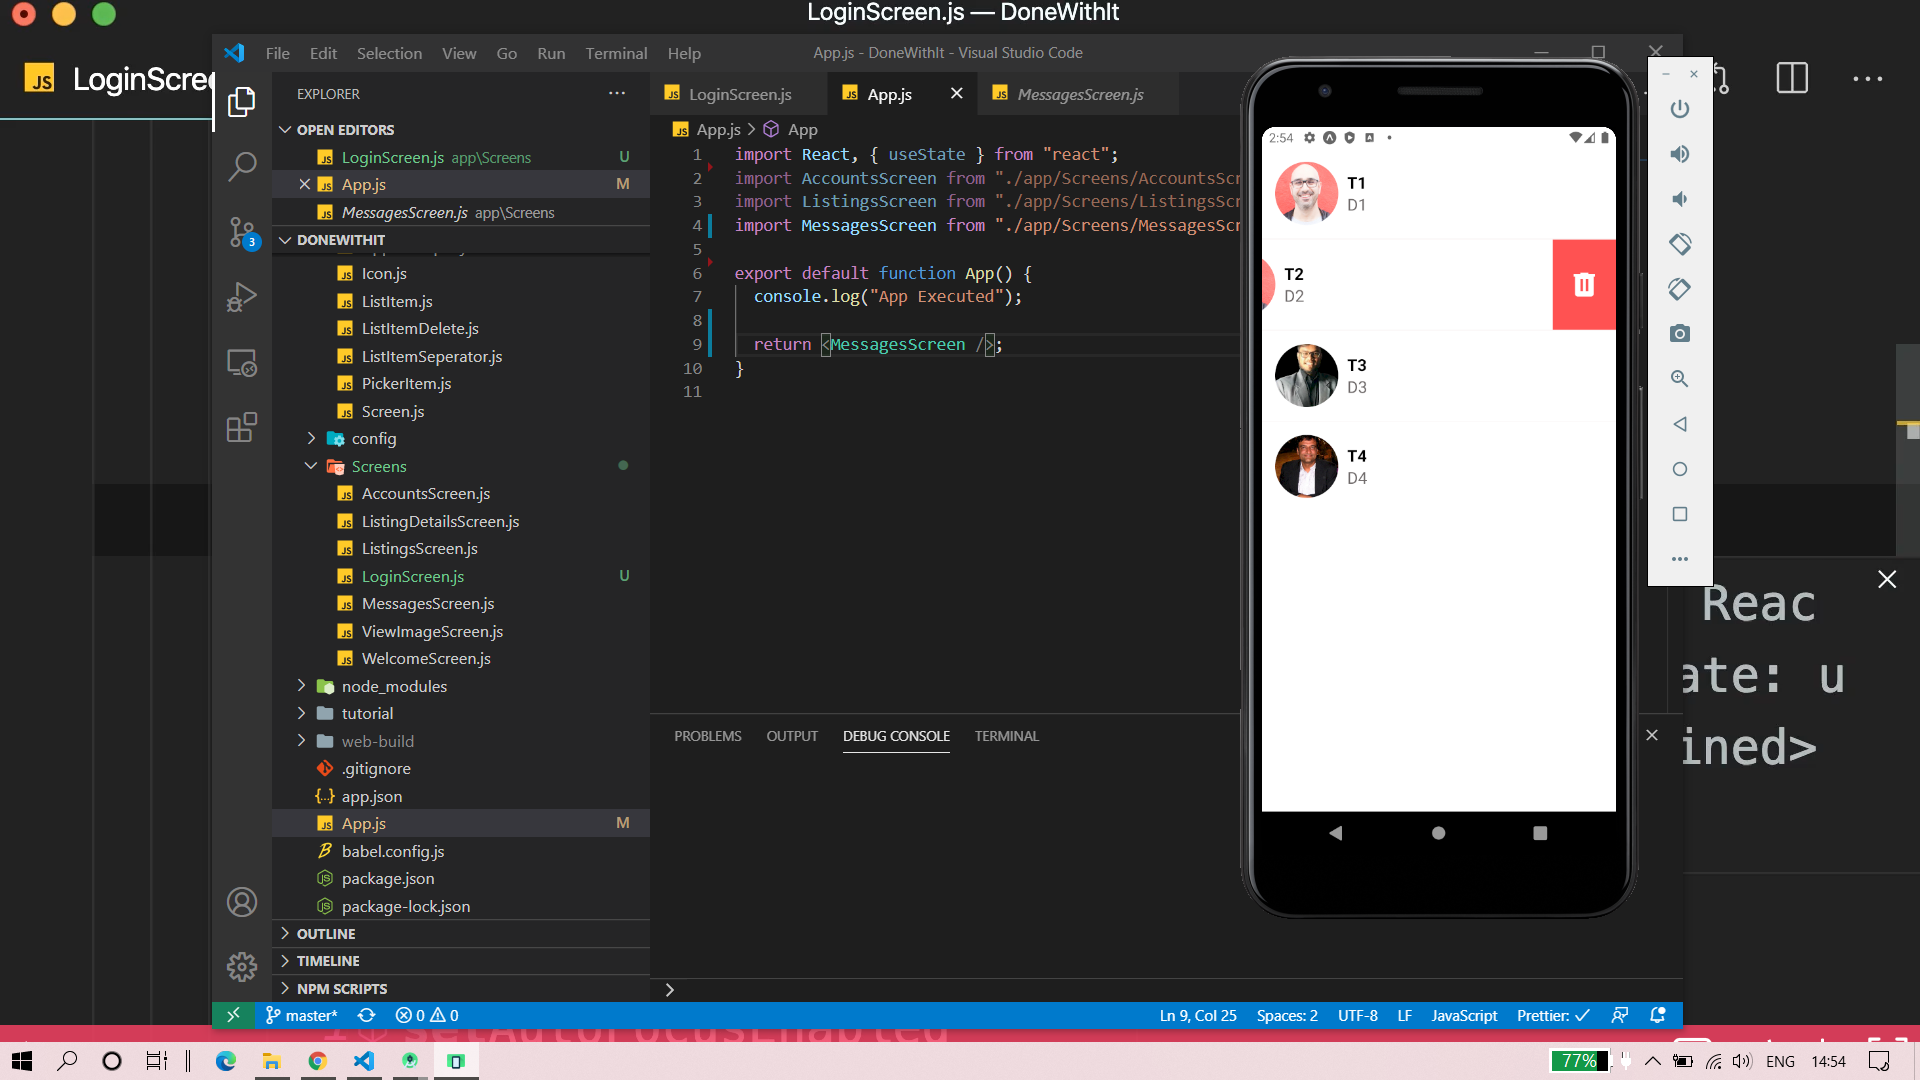 LoginScreen.js — DoneWithIt
LoginScree
File Edit Selection View Go Run Terminal Help
App.js - DoneWithIt - Visual Studio Code
EXPLORER
OPEN EDITORS
LoginScreen.js app\Screens U
App.js M
MessagesScreen.js app\Screens
DONEWITHIT
Icon.js
ListItem.js
ListItemDelete.js
ListItemSeperator.js
PickerItem.js
Screen.js
config
Screens
AccountsScreen.js
ListingDetailsScreen.js
ListingsScreen.js
LoginScreen.js U
MessagesScreen.js
ViewImageScreen.js
WelcomeScreen.js
node_modules
tutorial
web-build
.gitignore
app.json
App.js M
babel.config.js
package.json
package-lock.json
OUTLINE
TIMELINE
NPM SCRIPTS
LoginScreen.js App.js MessagesScreen.js
App.js > App
1 import React, { useState } from "react";
2 import AccountsScreen from "./app/Screens/AccountsScr
3 import ListingsScreen from "./app/Screens/ListingsScr
4 import MessagesScreen from "./app/Screens/MessagesScr
5
6 export default function App() {
7 console.log("App Executed");
8
9 return <MessagesScreen />;
10 }
11
PROBLEMS OUTPUT DEBUG CONSOLE TERMINAL
2:54
T1
D1
T2
D2
T3
D3
T4
D4
Reac
ate: u
ined>
3
master* 0 0
Ln 9, Col 25 Spaces: 2 UTF-8 LF JavaScript Prettier: ✓
setAutoFocusEnabled
77% ENG 14:54